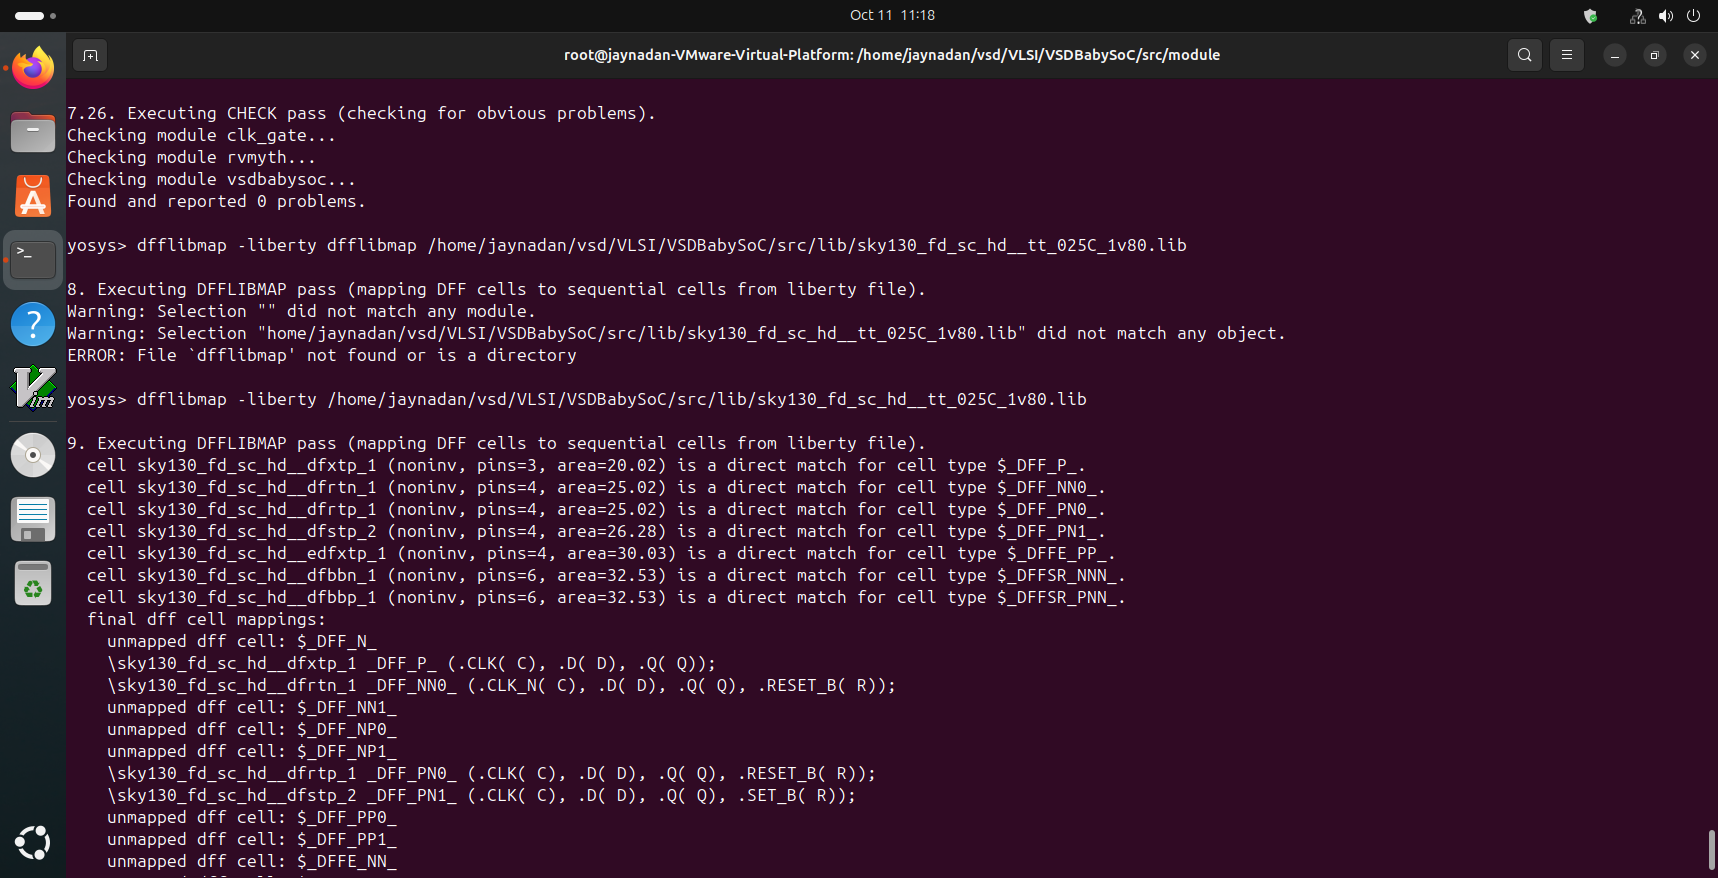 Oct 11 11:18
root@jaynadan-VMware-Virtual-Platform: /home/jaynadan/vsd/VLSI/VSDBabySoC/src/module
7.26. Executing CHECK pass (checking for obvious problems).
Checking module clk_gate...
Checking module rvmyth...
Checking module vsdbabysoc...
Found and reported 0 problems.
yosys> dfflibmap -liberty dfflibmap /home/jaynadan/vsd/VLSI/VSDBabySoC/src/lib/sky130_fd_sc_hd__tt_025C_1v80.lib
8. Executing DFFLIBMAP pass (mapping DFF cells to sequential cells from liberty file).
Warning: Selection "" did not match any module.
Warning: Selection "home/jaynadan/vsd/VLSI/VSDBabySoC/src/lib/sky130_fd_sc_hd__tt_025C_1v80.lib" did not match any object.
ERROR: File `dfflibmap' not found or is a directory
yosys> dfflibmap -liberty /home/jaynadan/vsd/VLSI/VSDBabySoC/src/lib/sky130_fd_sc_hd__tt_025C_1v80.lib
9. Executing DFFLIBMAP pass (mapping DFF cells to sequential cells from liberty file).
cell sky130_fd_sc_hd__dfxtp_1 (noninv, pins=3, area=20.02) is a direct match for cell type $_DFF_P_.
cell sky130_fd_sc_hd__dfrtn_1 (noninv, pins=4, area=25.02) is a direct match for cell type $_DFF_NN0_.
cell sky130_fd_sc_hd__dfrtp_1 (noninv, pins=4, area=25.02) is a direct match for cell type $_DFF_PN0_.
cell sky130_fd_sc_hd__dfstp_2 (noninv, pins=4, area=26.28) is a direct match for cell type $_DFF_PN1_.
cell sky130_fd_sc_hd__edfxtp_1 (noninv, pins=4, area=30.03) is a direct match for cell type $_DFFE_PP_.
cell sky130_fd_sc_hd__dfbbn_1 (noninv, pins=6, area=32.53) is a direct match for cell type $_DFFSR_NNN_.
cell sky130_fd_sc_hd__dfbbp_1 (noninv, pins=6, area=32.53) is a direct match for cell type $_DFFSR_PNN_.
final dff cell mappings:
unmapped dff cell: $_DFF_N_
\sky130_fd_sc_hd__dfxtp_1 _DFF_P_ (.CLK( C), .D( D), .Q( Q));
\sky130_fd_sc_hd__dfrtn_1 _DFF_NN0_ (.CLK_N( C), .D( D), .Q( Q), .RESET_B( R));
unmapped dff cell: $_DFF_NN1_
unmapped dff cell: $_DFF_NP0_
unmapped dff cell: $_DFF_NP1_
\sky130_fd_sc_hd__dfrtp_1 _DFF_PN0_ (.CLK( C), .D( D), .Q( Q), .RESET_B( R));
\sky130_fd_sc_hd__dfstp_2 _DFF_PN1_ (.CLK( C), .D( D), .Q( Q), .SET_B( R));
unmapped dff cell: $_DFF_PP0_
unmapped dff cell: $_DFF_PP1_
unmapped dff cell: $_DFFE_NN_